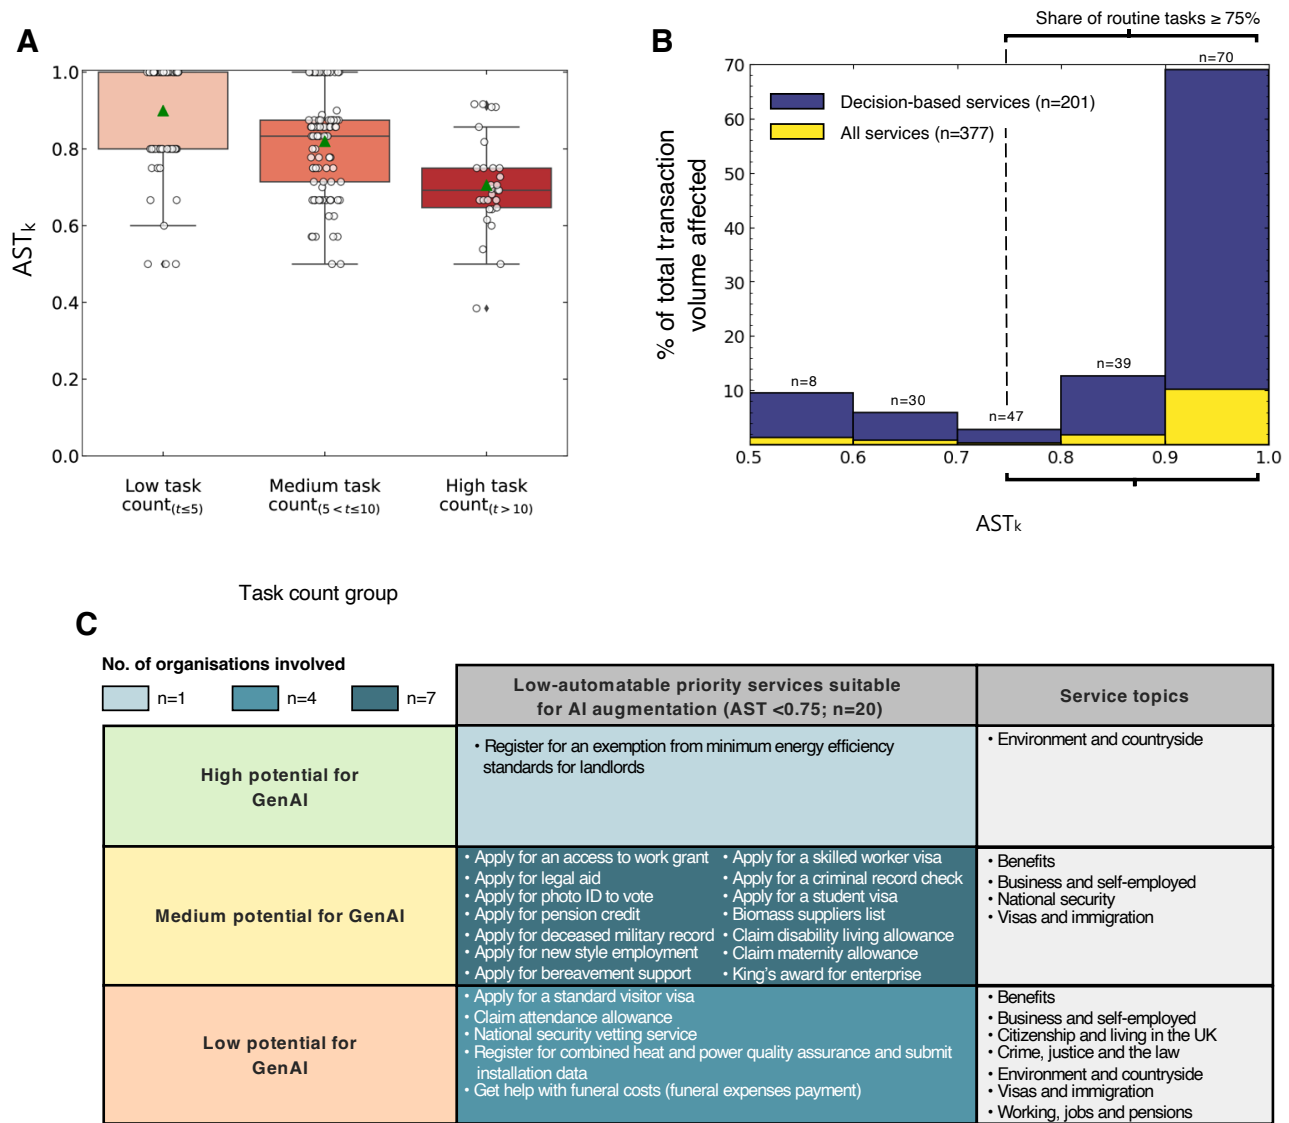 A
1.0
0.8
0.6
0.4
0.2
0.0
ASTk
Low task
count(t≤5)
Medium task
count(5 < t≤10)
High task
count(t > 10)
Task count group
B
Share of routine tasks ≥ 75%
70
60
50
40
30
20
10
% of total transaction
volume affected
Decision-based services (n=201)
All services (n=377)
n=8
n=30
n=47
n=39
n=70
0.5
0.6
0.7
0.8
0.9
1.0
ASTk
C
No. of organisations involved
n=1
n=4
n=7
Low-automatable priority services suitable
for AI augmentation (AST <0.75; n=20)
Service topics
High potential for
GenAI
• Register for an exemption from minimum energy efficiency
standards for landlords
• Environment and countryside
Medium potential for GenAI
• Apply for an access to work grant
• Apply for legal aid
• Apply for photo ID to vote
• Apply for pension credit
• Apply for deceased military record
• Apply for new style employment
• Apply for bereavement support
• Apply for a skilled worker visa
• Apply for a criminal record check
• Apply for a student visa
• Biomass suppliers list
• Claim disability living allowance
• Claim maternity allowance
• King's award for enterprise
• Benefits
• Business and self-employed
• National security
• Visas and immigration
Low potential for
GenAI
• Apply for a standard visitor visa
• Claim attendance allowance
• National security vetting service
• Register for combined heat and power quality assurance and submit
installation data
• Get help with funeral costs (funeral expenses payment)
• Benefits
• Business and self-employed
• Citizenship and living in the UK
• Crime, justice and the law
• Environment and countryside
• Visas and immigration
• Working, jobs and pensions